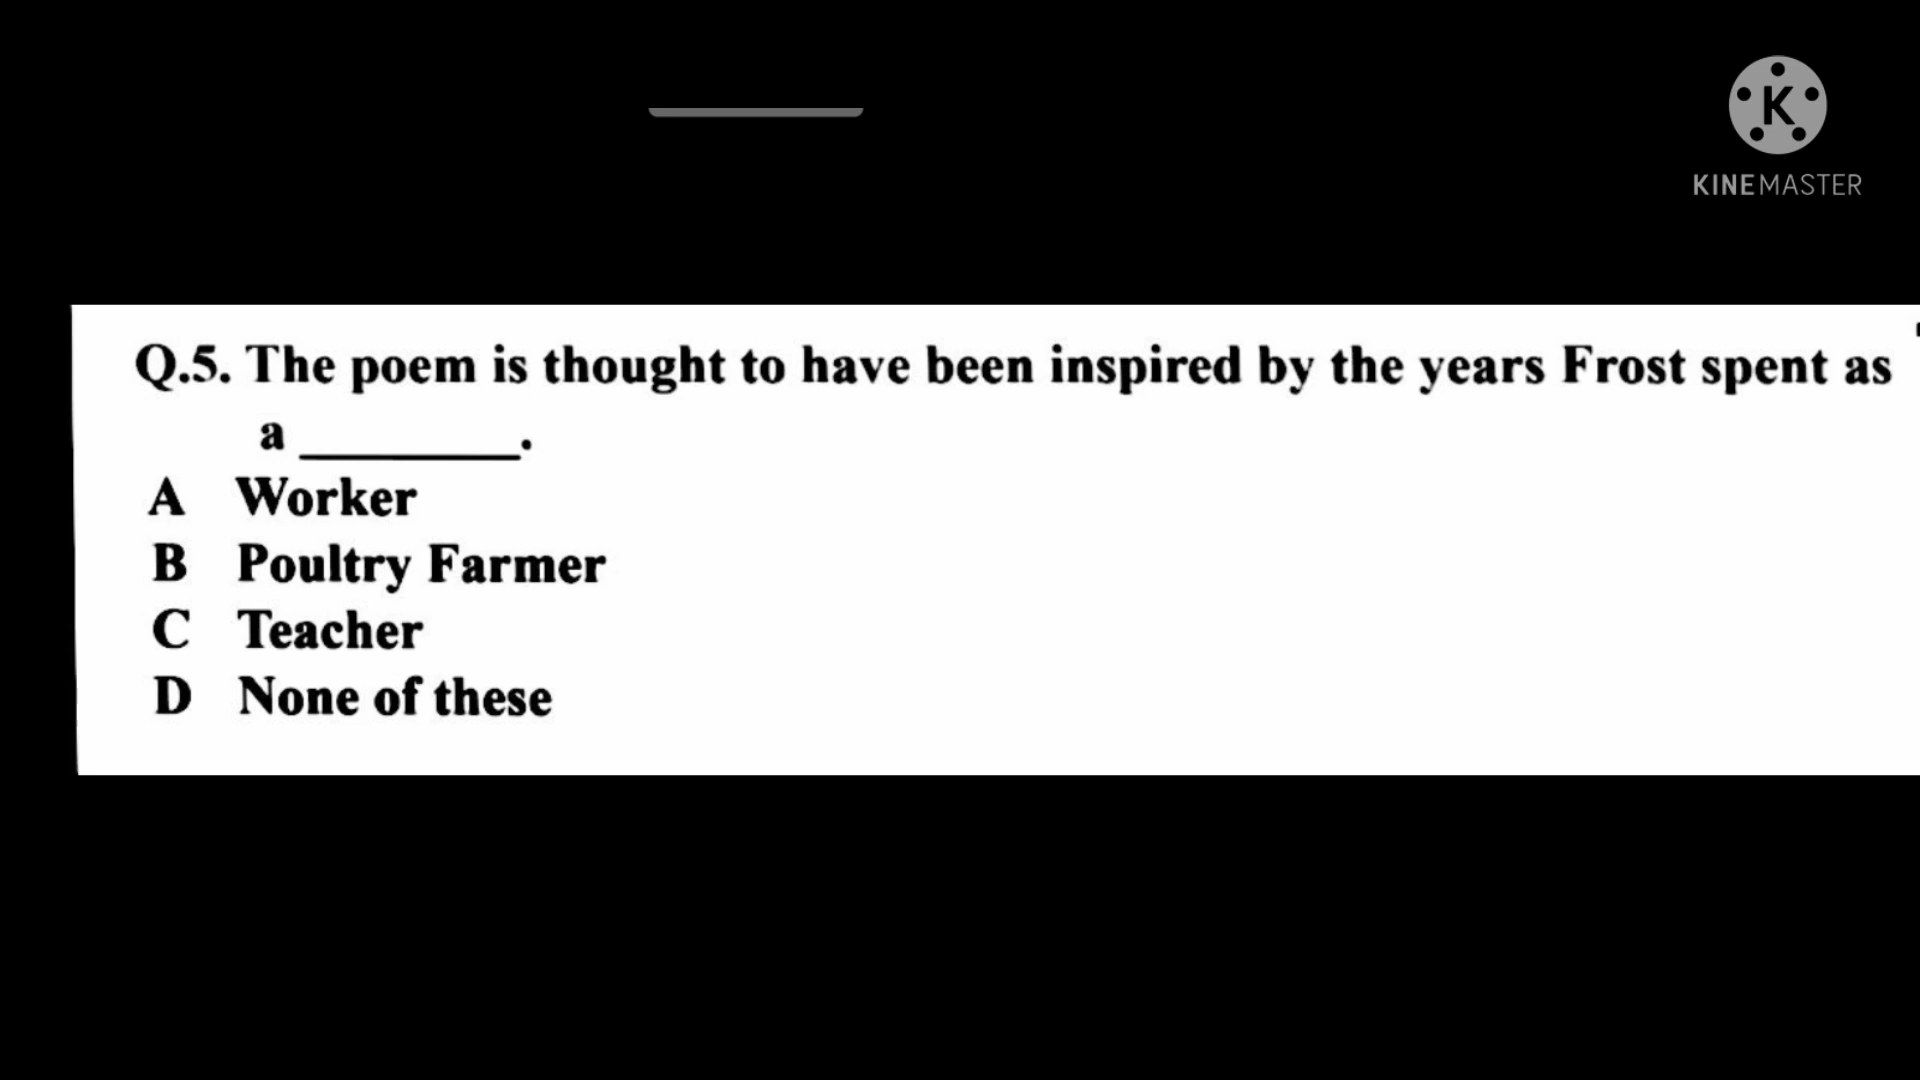 K
KINEMASTER
Q.5. The poem is thought to have been inspired by the years Frost spent as
a ________.
A Worker
B Poultry Farmer
C Teacher
D None of these